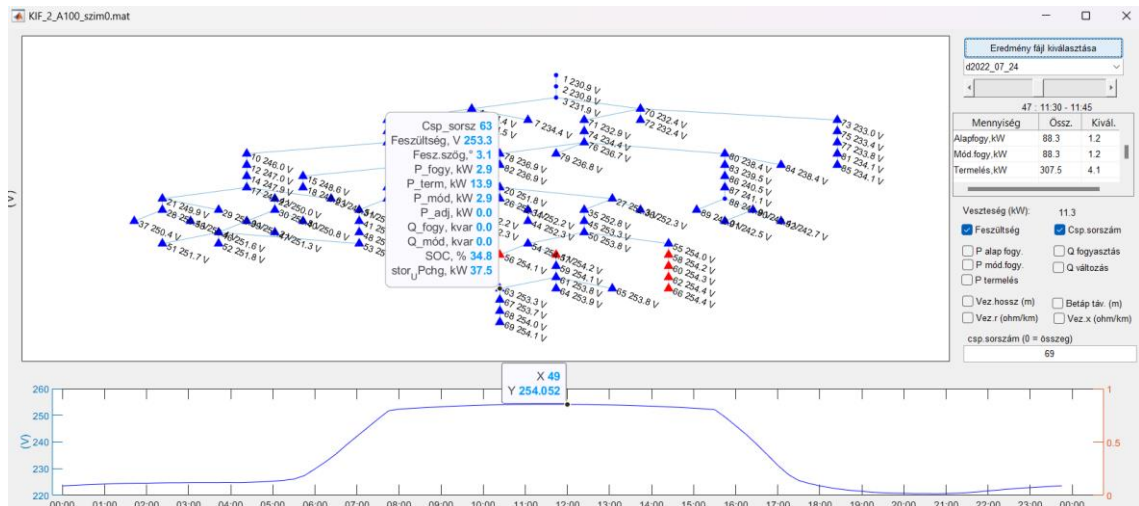 KIF_2_A100_szim0.mat
Eredmény fájl kiválasztása
d2022_07_24
47 : 11:30 - 11:45
Mennyiség Össz. Kivál.
Alapfogy,kW 88.3 1.2
Mód.fogy,kW 88.3 1.2
Termelés,kW 307.5 4.1
Veszteség (kW): 11.3
Feszültség Csp.sorszám
P alap fogy. Q fogyasztás
P mód.fogy. Q változás
P termelés
Vez.hossz (m) Betáp táv. (m)
Vez.r (ohm/km) Vez.x (ohm/km)
csp.sorszám (0 = összeg)
69
1 230.9 V
2 230.9 V
3 231.9 V
7 234.4 V
70 232.4 V
71 232.9 V
72 232.4 V
73 233.0 V
74 234.4 V
75 233.4 V
76 236.7 V
77 233.8 V
78 236.9 V
79 236.8 V
80 238.4 V
81 234.1 V
82 236.9 V
83 239.5 V
84 238.4 V
85 234.1 V
86 240.5 V
87 241.1 V
10 246.0 V
12 247.0 V
14 247.9 V
15 248.6 V
20 251.8 V
21 249.9 V
35 252.8 V
37 250.4 V
44 252.3 V
45 253.3 V
50 253.8 V
51 251.7 V
52 251.8 V
55 254.0 V
56 254.1 V
58 254.2 V
59 254.1 V
60 254.3 V
61 253.8 V
62 254.4 V
63 253.3 V
64 253.9 V
65 253.8 V
66 254.4 V
67 253.7 V
68 254.0 V
69 254.1 V
Csp_sorsz 63
Feszültség, V 253.3
Fesz.szög,° 3.1
P_fogy, kW 2.9
P_term, kW 13.9
P_mód, kW 2.9
P_adj, kW 0.0
Q_fogy, kvar 0.0
Q_mód, kvar 0.0
SOC, % 34.8
stor_UPchg, kW 37.5
X 49
Y 254.052
260
250
240
230
220
(V)
1
0.5
0
00:00 01:00 02:00 03:00 04:00 05:00 06:00 07:00 08:00 09:00 10:00 11:00 12:00 13:00 14:00 15:00 16:00 17:00 18:00 19:00 20:00 21:00 22:00 23:00 00:00